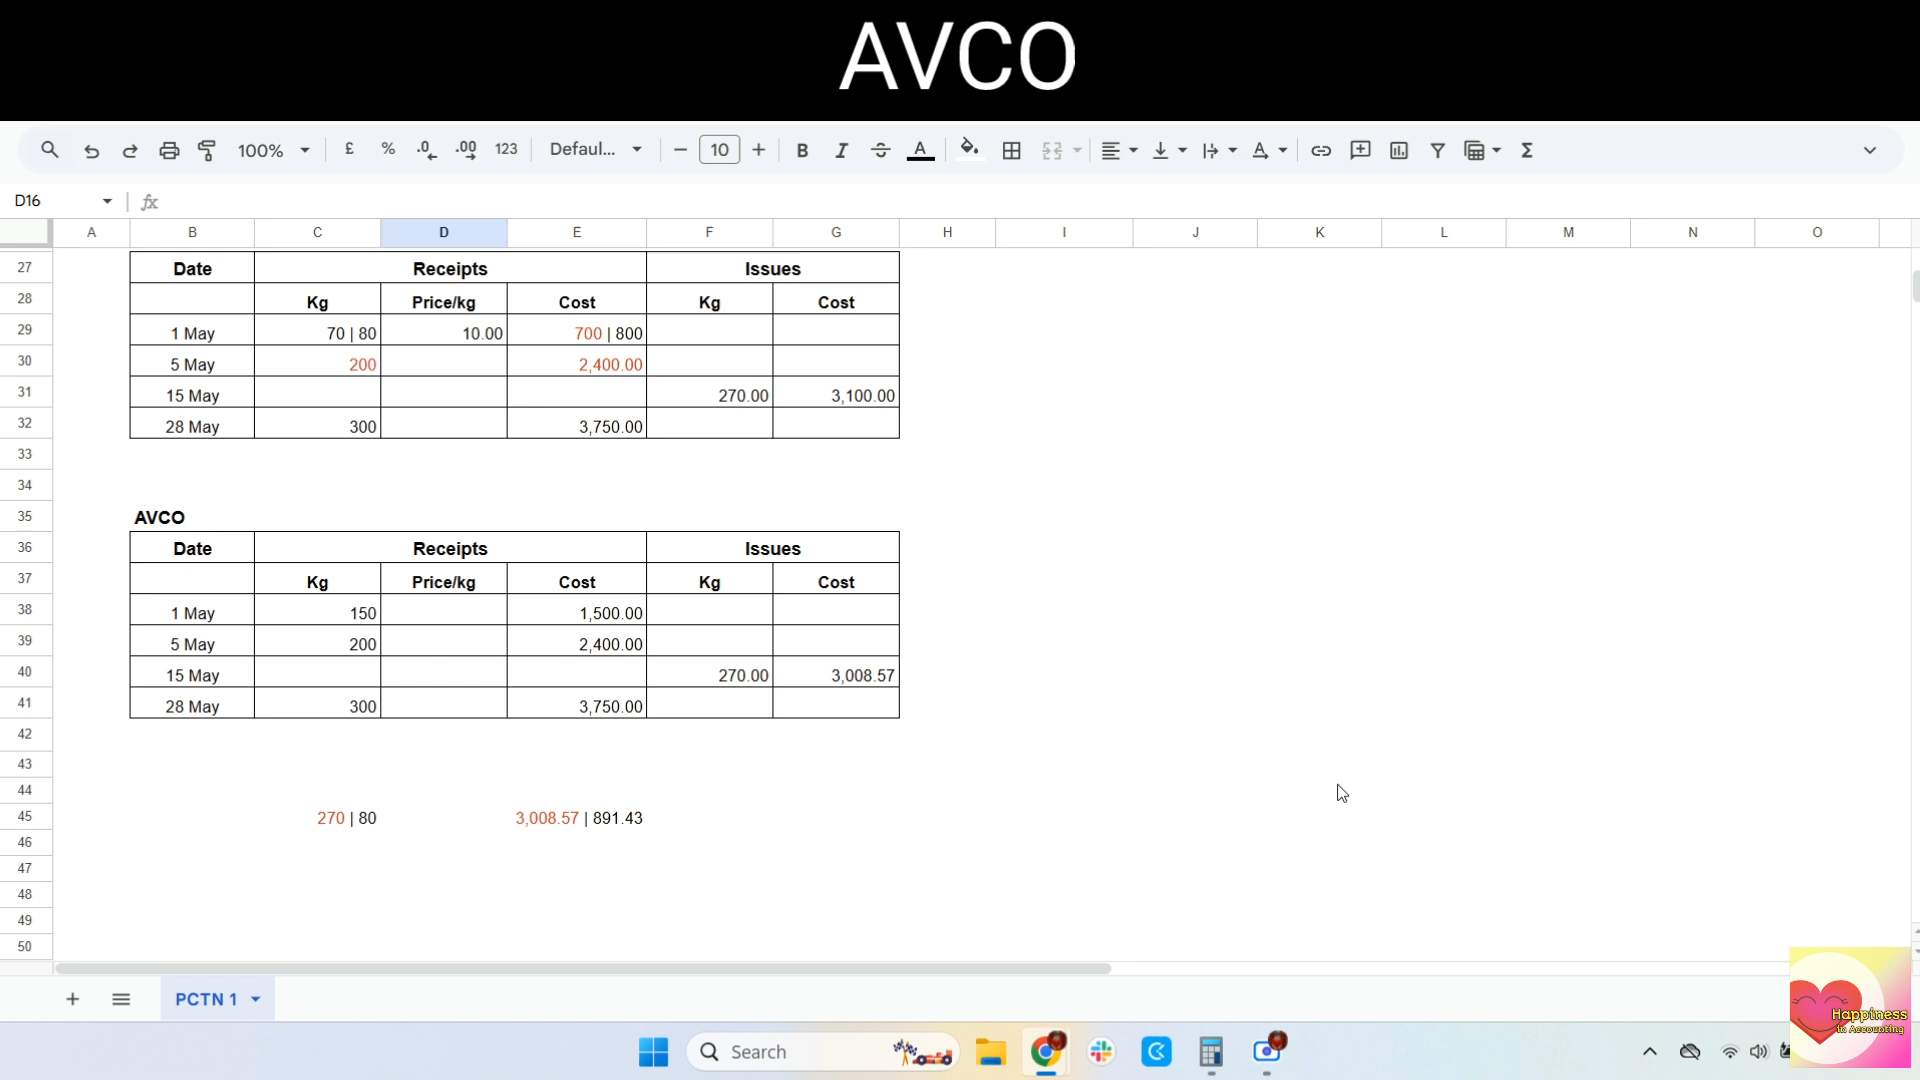 AVCO
100% £ % .0 .00 123 Defaul... 10 B I S A Σ
D16 fx
A B C D E F G H I J K L M N O
27 Date Receipts Issues
28 Kg Price/kg Cost Kg Cost
29 1 May 70 | 80 10.00 700 | 800
30 5 May 200 2,400.00
31 15 May 270.00 3,100.00
32 28 May 300 3,750.00
33
34
35 AVCO
36 Date Receipts Issues
37 Kg Price/kg Cost Kg Cost
38 1 May 150 1,500.00
39 5 May 200 2,400.00
40 15 May 270.00 3,008.57
41 28 May 300 3,750.00
42
43
44
45 270 | 80 3,008.57 | 891.43
46
47
48
49
50
PCTN 1
Happiness
in Accounting
Search